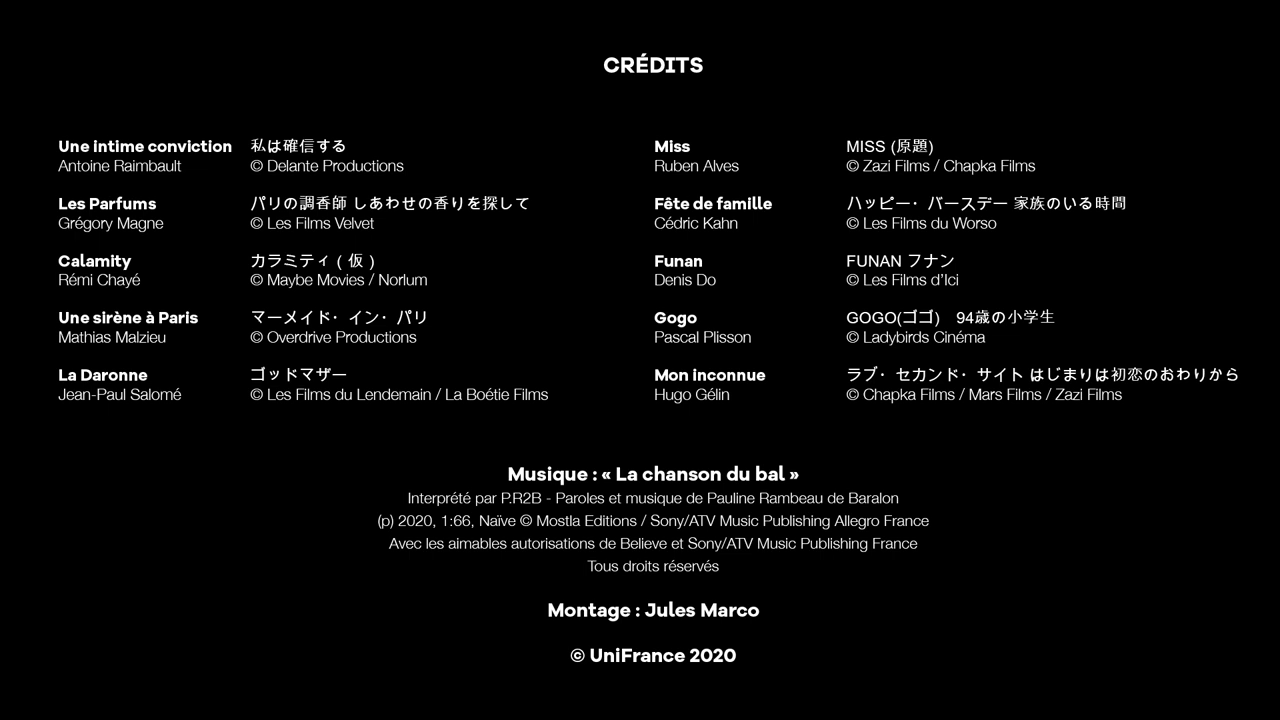 CRÉDITS
Une intime conviction 私は確信する
Antoine Raimbault © Delante Productions
Les Parfums パリの調香師 しあわせの香りを探して
Grégory Magne © Les Films Velvet
Calamity カラミティ ( 仮 )
Rémi Chayé © Maybe Movies / Norlum
Une sirène à Paris マーメイド・イン・パリ
Mathias Malzieu © Overdrive Productions
La Daronne ゴッドマザー
Jean-Paul Salomé © Les Films du Lendemain / La Boétie Films
Miss MISS (原題)
Ruben Alves © Zazi Films / Chapka Films
Fête de famille ハッピー・バースデー 家族のいる時間
Cédric Kahn © Les Films du Worso
Funan FUNAN フナン
Denis Do © Les Films d'Ici
Gogo GOGO(ゴゴ) 94歳の小学生
Pascal Plisson © Ladybirds Cinéma
Mon inconnue ラブ・セカンド・サイト はじまりは初恋のおわりから
Hugo Gélin © Chapka Films / Mars Films / Zazi Films
Musique : « La chanson du bal »
Interprété par P.R2B - Paroles et musique de Pauline Rambeau de Baralon
(p) 2020, 1:66, Naïve © Mostla Editions / Sony/ATV Music Publishing Allegro France
Avec les aimables autorisations de Believe et Sony/ATV Music Publishing France
Tous droits réservés
Montage : Jules Marco
© UniFrance 2020